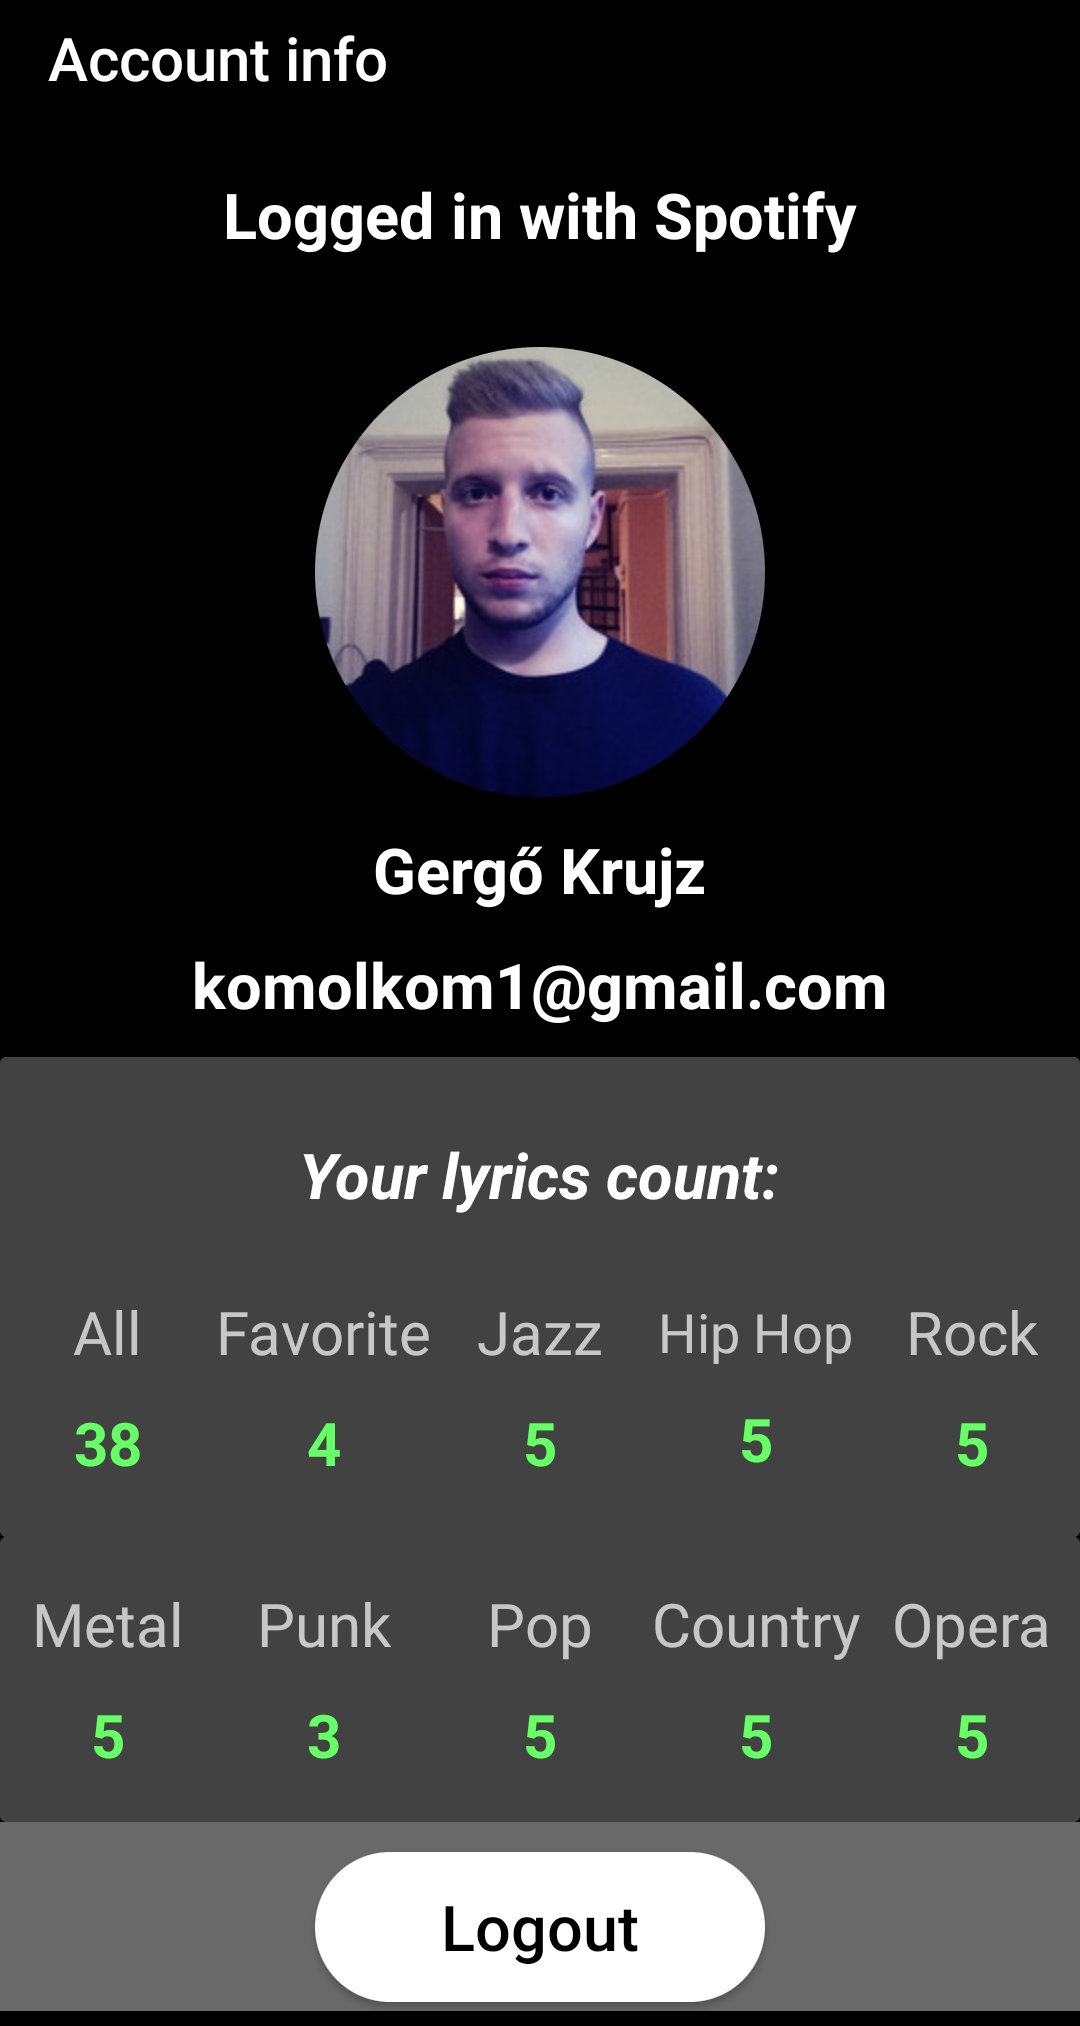 Account info
Logged in with Spotify
Gergő Krujz
komolkom1@gmail.com
Your lyrics count:
All Favorite Jazz Hip Hop Rock
38 4 5 5 5
Metal Punk Pop Country Opera
5 3 5 5 5
Logout